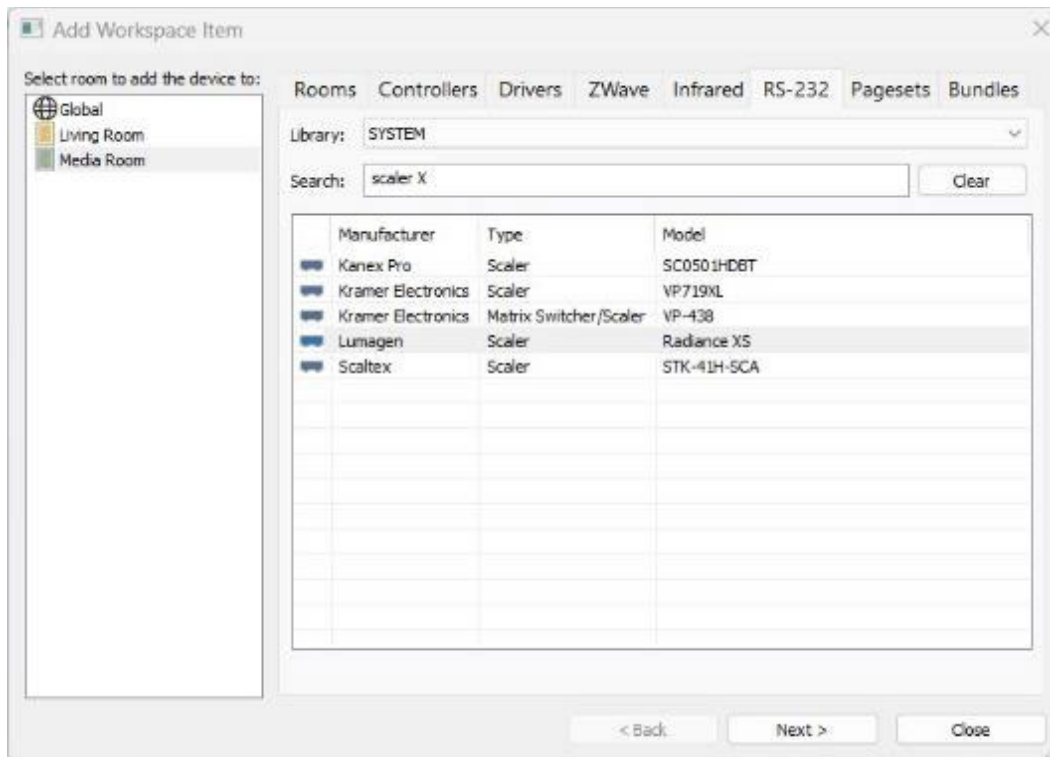 Add Workspace Item
Select room to add the device to:
Global
Living Room
Media Room
Rooms Controllers Drivers ZWave Infrared RS-232 Pagesets Bundles
Library: SYSTEM
Search: scaler X Clear
Manufacturer Type Model
Kanex Pro Scaler SC0501HDBT
Kramer Electronics Scaler VP719XL
Kramer Electronics Matrix Switcher/Scaler VP-438
Lumagen Scaler Radiance XS
Scaltex Scaler STK-41H-SCA
< Back Next > Close